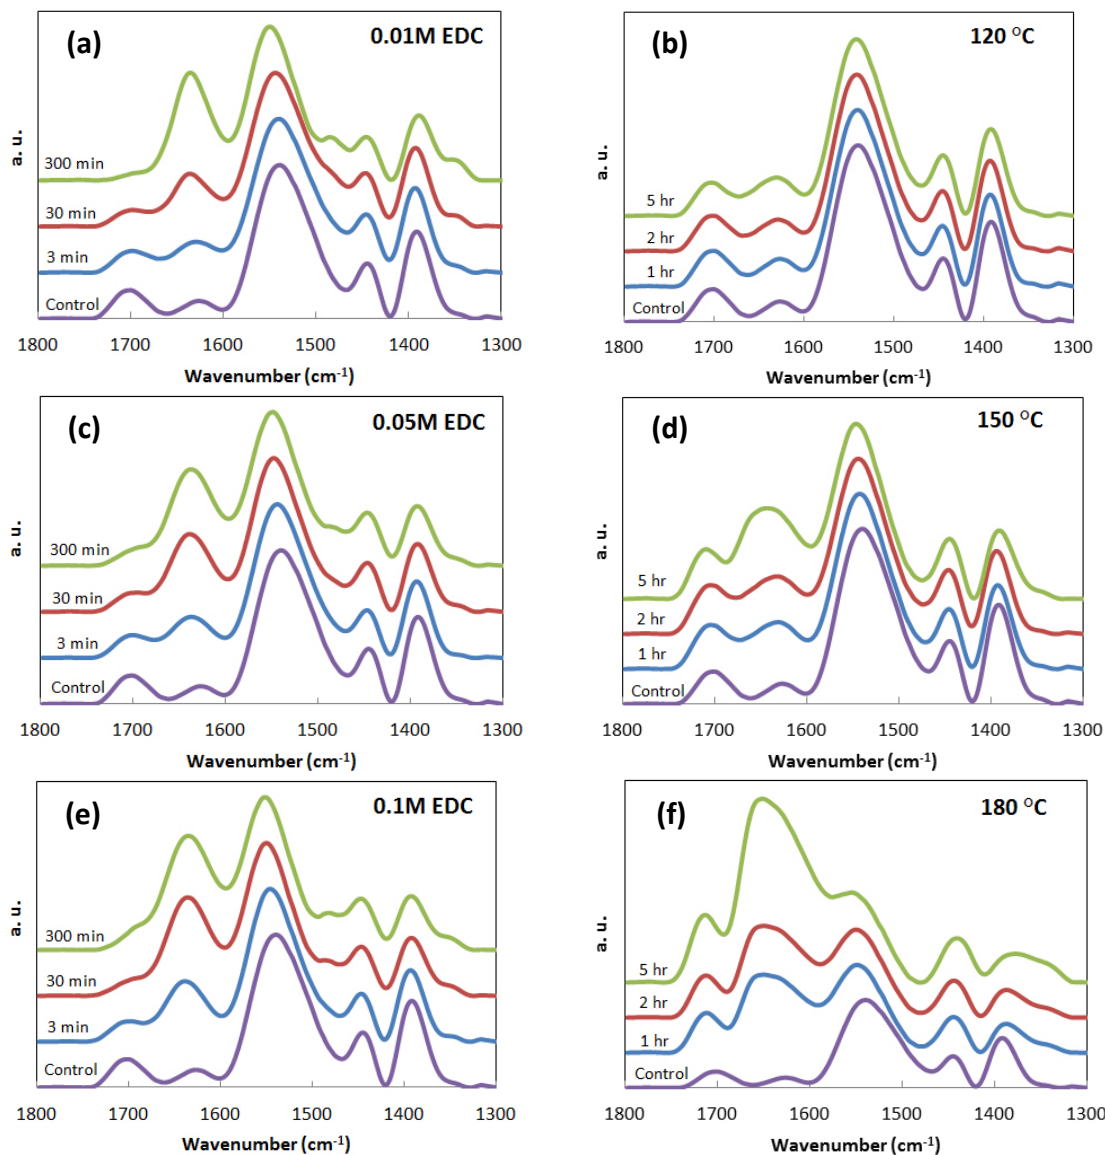 (a) 0.01M EDC
a. u.
300 min
30 min
3 min
Control
1800 1700 1600 1500 1400 1300
Wavenumber (cm-1)
(b) 120 OC
a. u.
5 hr
2 hr
1 hr
Control
1800 1700 1600 1500 1400 1300
Wavenumber (cm-1)
(c) 0.05M EDC
a. u.
300 min
30 min
3 min
Control
1800 1700 1600 1500 1400 1300
Wavenumber (cm-1)
(d) 150 OC
a. u.
5 hr
2 hr
1 hr
Control
1800 1700 1600 1500 1400 1300
Wavenumber (cm-1)
(e) 0.1M EDC
a. u.
300 min
30 min
3 min
Control
1800 1700 1600 1500 1400 1300
Wavenumber (cm-1)
(f) 180 OC
a. u.
5 hr
2 hr
1 hr
Control
1800 1700 1600 1500 1400 1300
Wavenumber (cm-1)